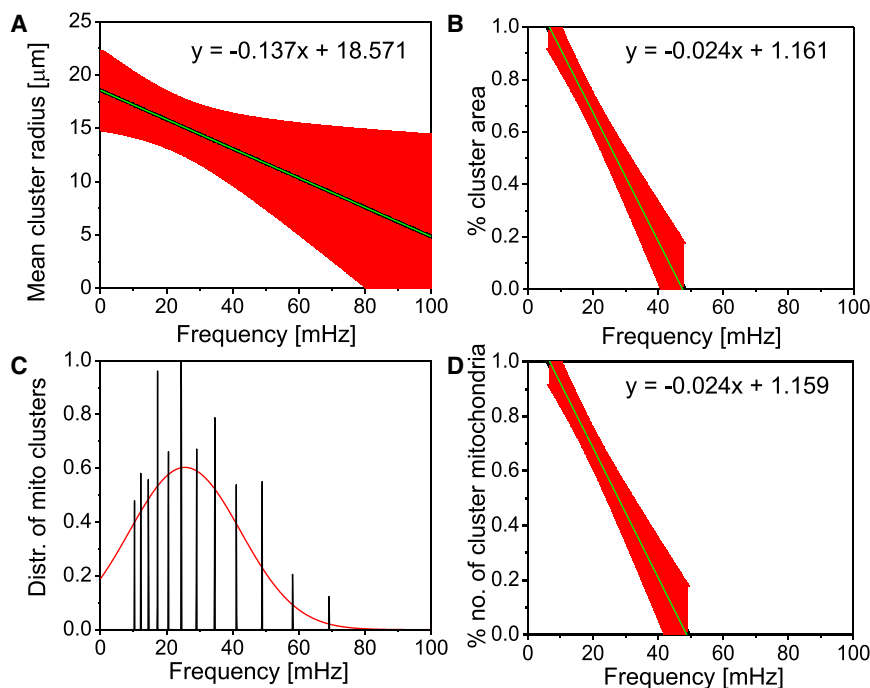 A
y = -0.137x + 18.571
25
20
15
10
5
0
Mean cluster radius [µm]
0 20 40 60 80 100
Frequency [mHz]
B
y = -0.024x + 1.161
1.0
0.8
0.6
0.4
0.2
0.0
% cluster area
0 20 40 60 80 100
Frequency [mHz]
C
1.0
0.8
0.6
0.4
0.2
0.0
Distr. of mito clusters
0 20 40 60 80 100
Frequency [mHz]
D
y = -0.024x + 1.159
1.0
0.8
0.6
0.4
0.2
0.0
% no. of cluster mitochondria
0 20 40 60 80 100
Frequency [mHz]